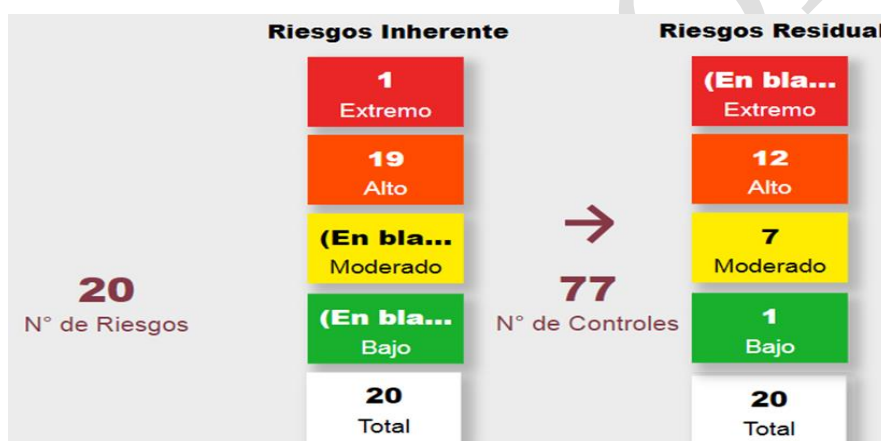 Riesgos Inherente
Riesgos Residual
1
Extremo
(En bla...
Extremo
19
Alto
12
Alto
(En bla...
Moderado
7
Moderado
20
N° de Riesgos
77
N° de Controles
(En bla...
Bajo
1
Bajo
20
Total
20
Total